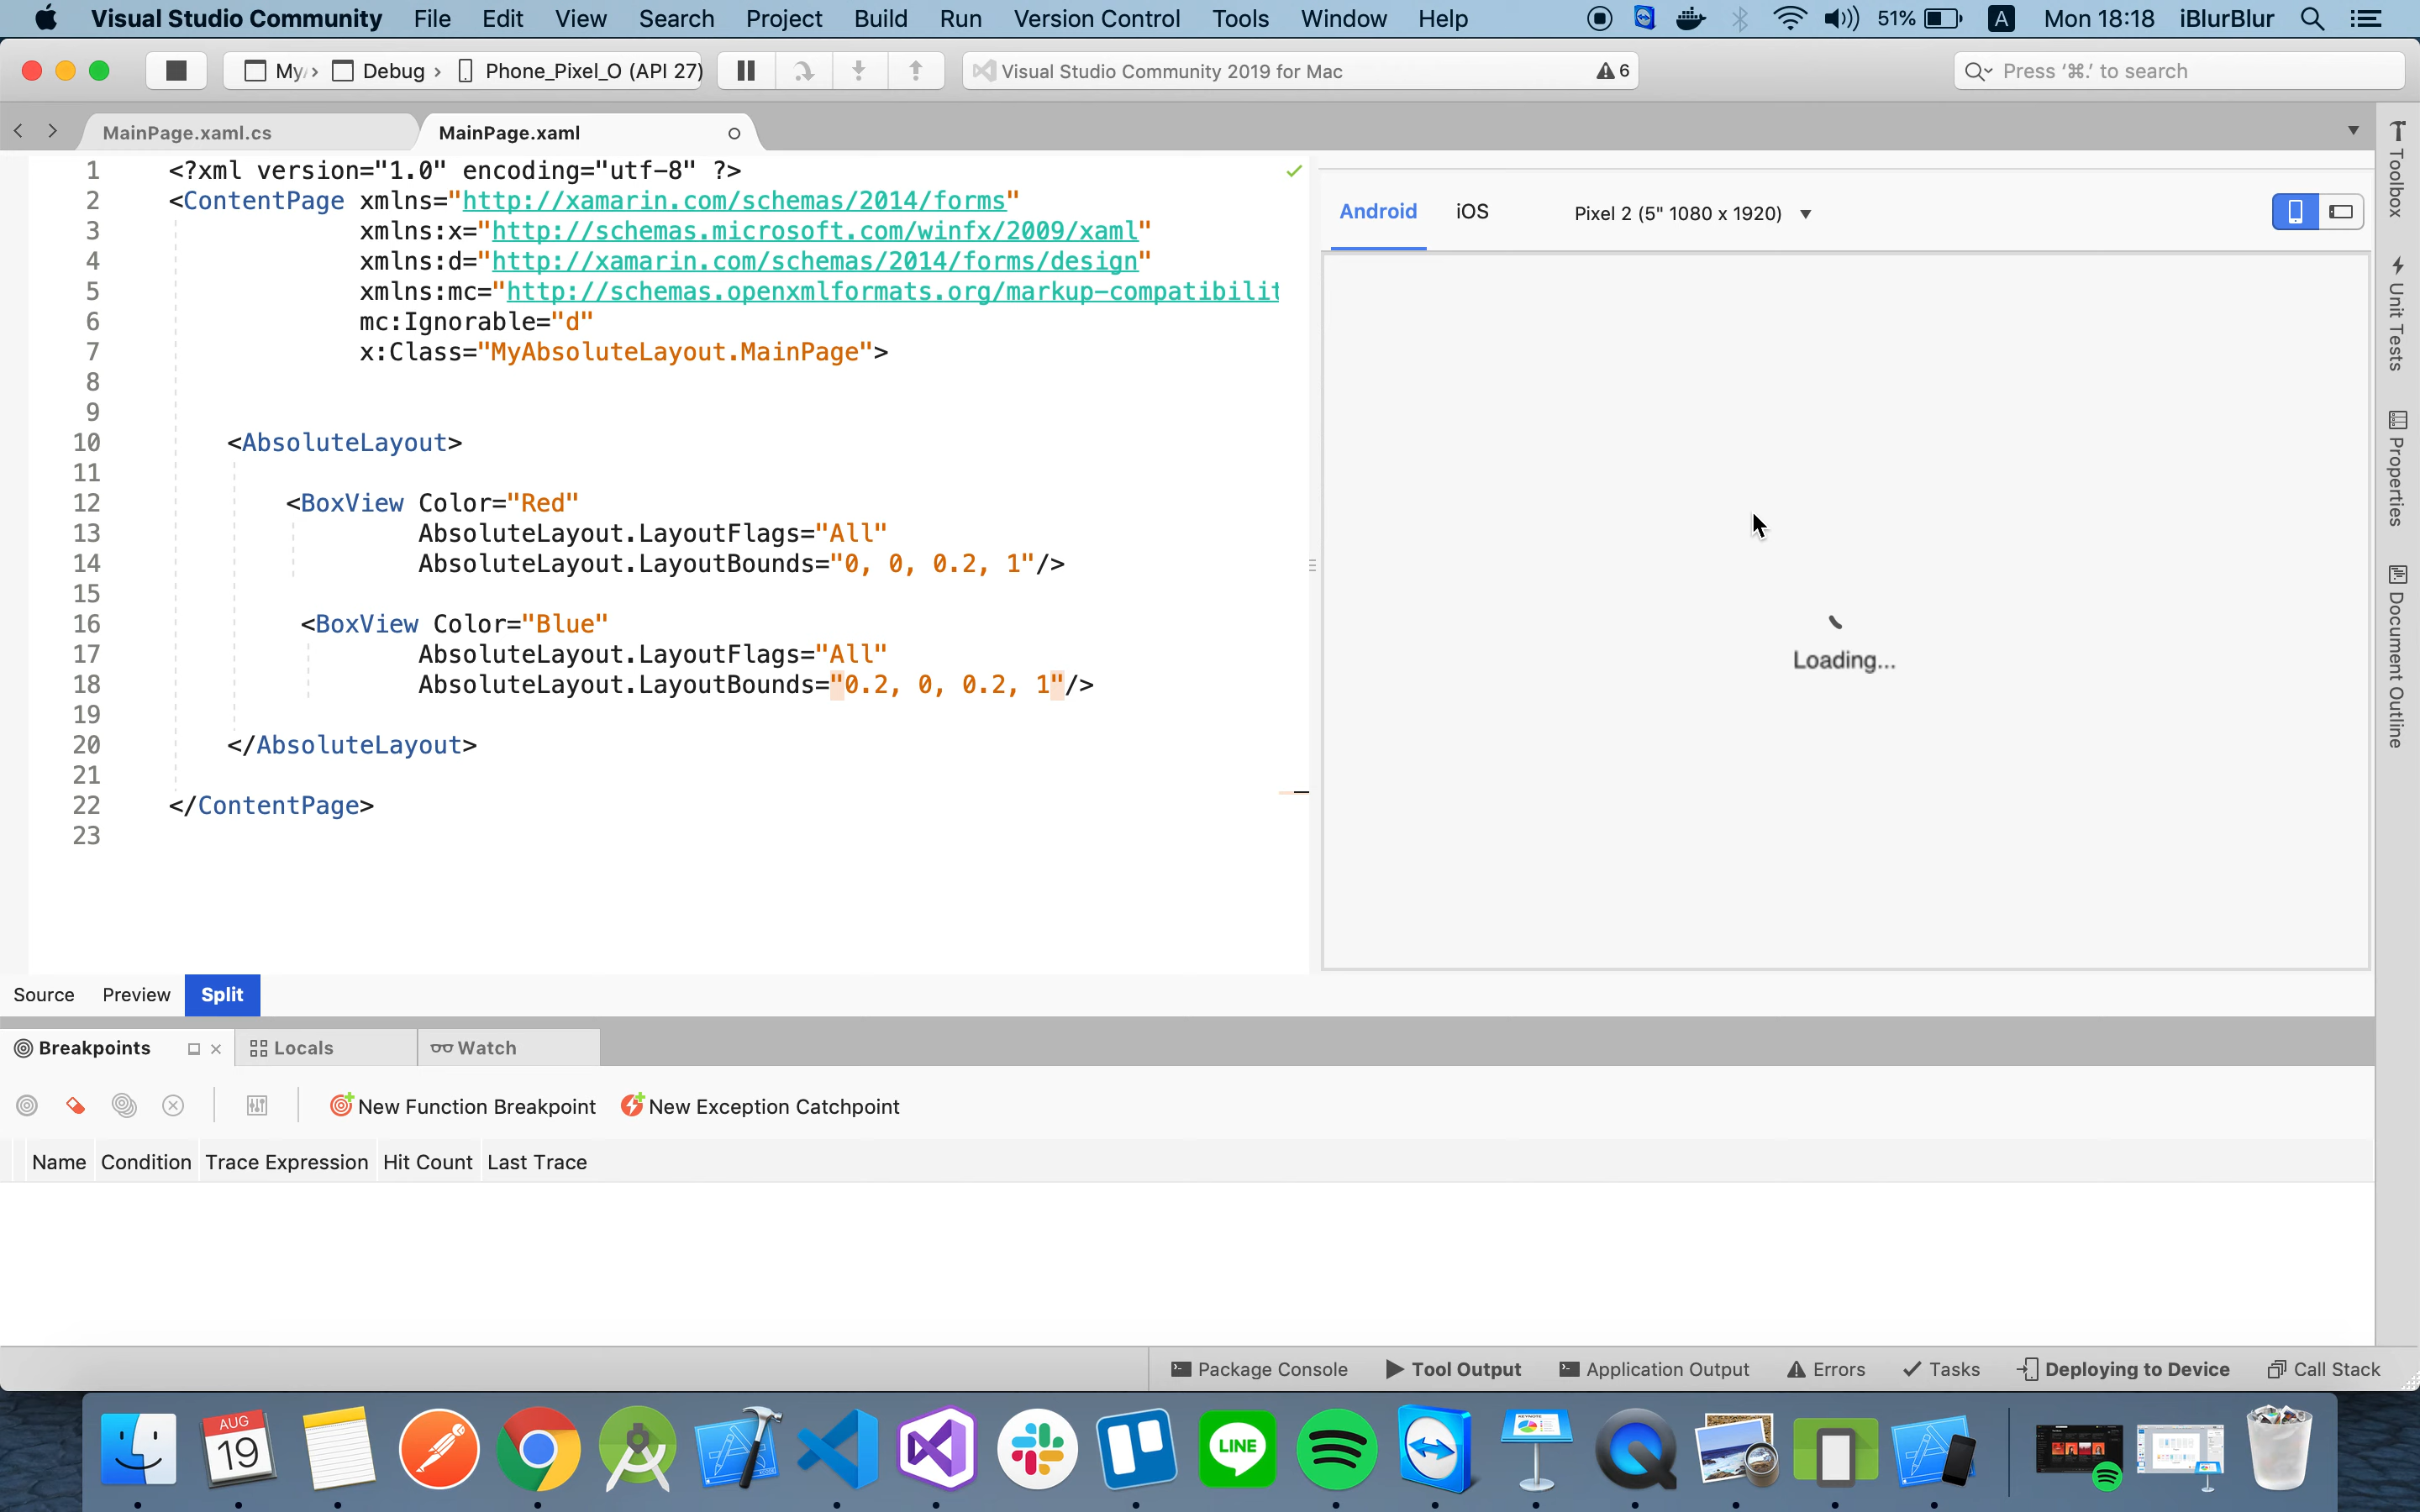 Visual Studio Community File Edit View Search Project Build Run Version Control Tools Window Help 51% A Mon 18:18 iBlurBlur
My › Debug › Phone_Pixel_O (API 27) Visual Studio Community 2019 for Mac 6 Press ‘⌘.’ to search
MainPage.xaml.cs MainPage.xaml
1 <?xml version="1.0" encoding="utf-8" ?>
2 <ContentPage xmlns="http://xamarin.com/schemas/2014/forms"
3 xmlns:x="http://schemas.microsoft.com/winfx/2009/xaml"
4 xmlns:d="http://xamarin.com/schemas/2014/forms/design"
5 xmlns:mc="http://schemas.openxmlformats.org/markup-compatibilit
6 mc:Ignorable="d"
7 x:Class="MyAbsoluteLayout.MainPage">
8
9
10 <AbsoluteLayout>
11
12 <BoxView Color="Red"
13 AbsoluteLayout.LayoutFlags="All"
14 AbsoluteLayout.LayoutBounds="0, 0, 0.2, 1"/>
15
16 <BoxView Color="Blue"
17 AbsoluteLayout.LayoutFlags="All"
18 AbsoluteLayout.LayoutBounds="0.2, 0, 0.2, 1"/>
19
20 </AbsoluteLayout>
21
22 </ContentPage>
23
Android iOS Pixel 2 (5" 1080 x 1920)
Loading...
Toolbox
Unit Tests
Properties
Document Outline
Source Preview Split
Breakpoints Locals Watch
New Function Breakpoint New Exception Catchpoint
Name Condition Trace Expression Hit Count Last Trace
Package Console Tool Output Application Output Errors Tasks Deploying to Device Call Stack
AUG
19
LINE